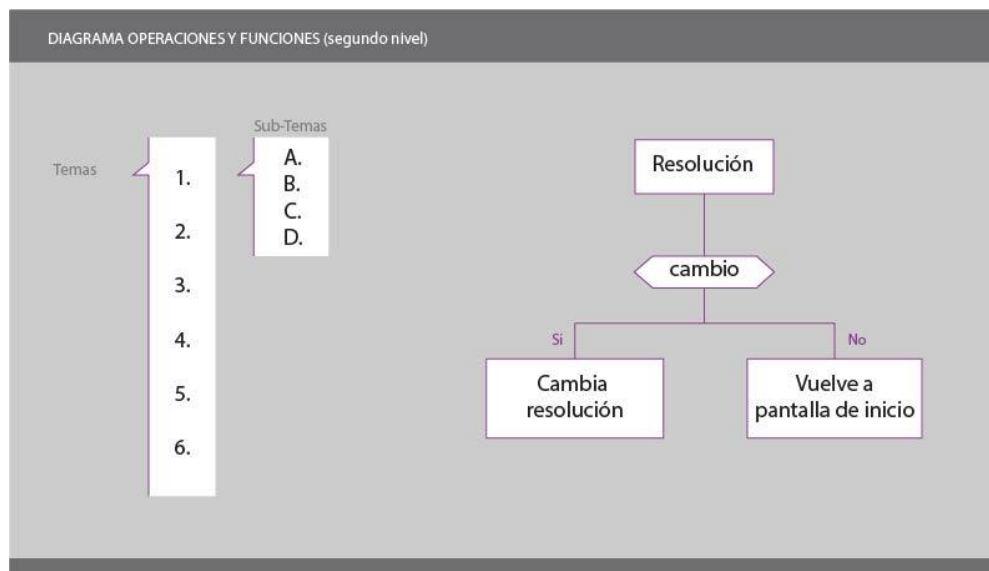 DIAGRAMA OPERACIONES Y FUNCIONES (segundo nivel)
Temas
1.
2.
3.
4.
5.
6.
Sub-Temas
A.
B.
C.
D.
Resolución
cambio
Si
No
Cambia
resolución
Vuelve a
pantalla de inicio